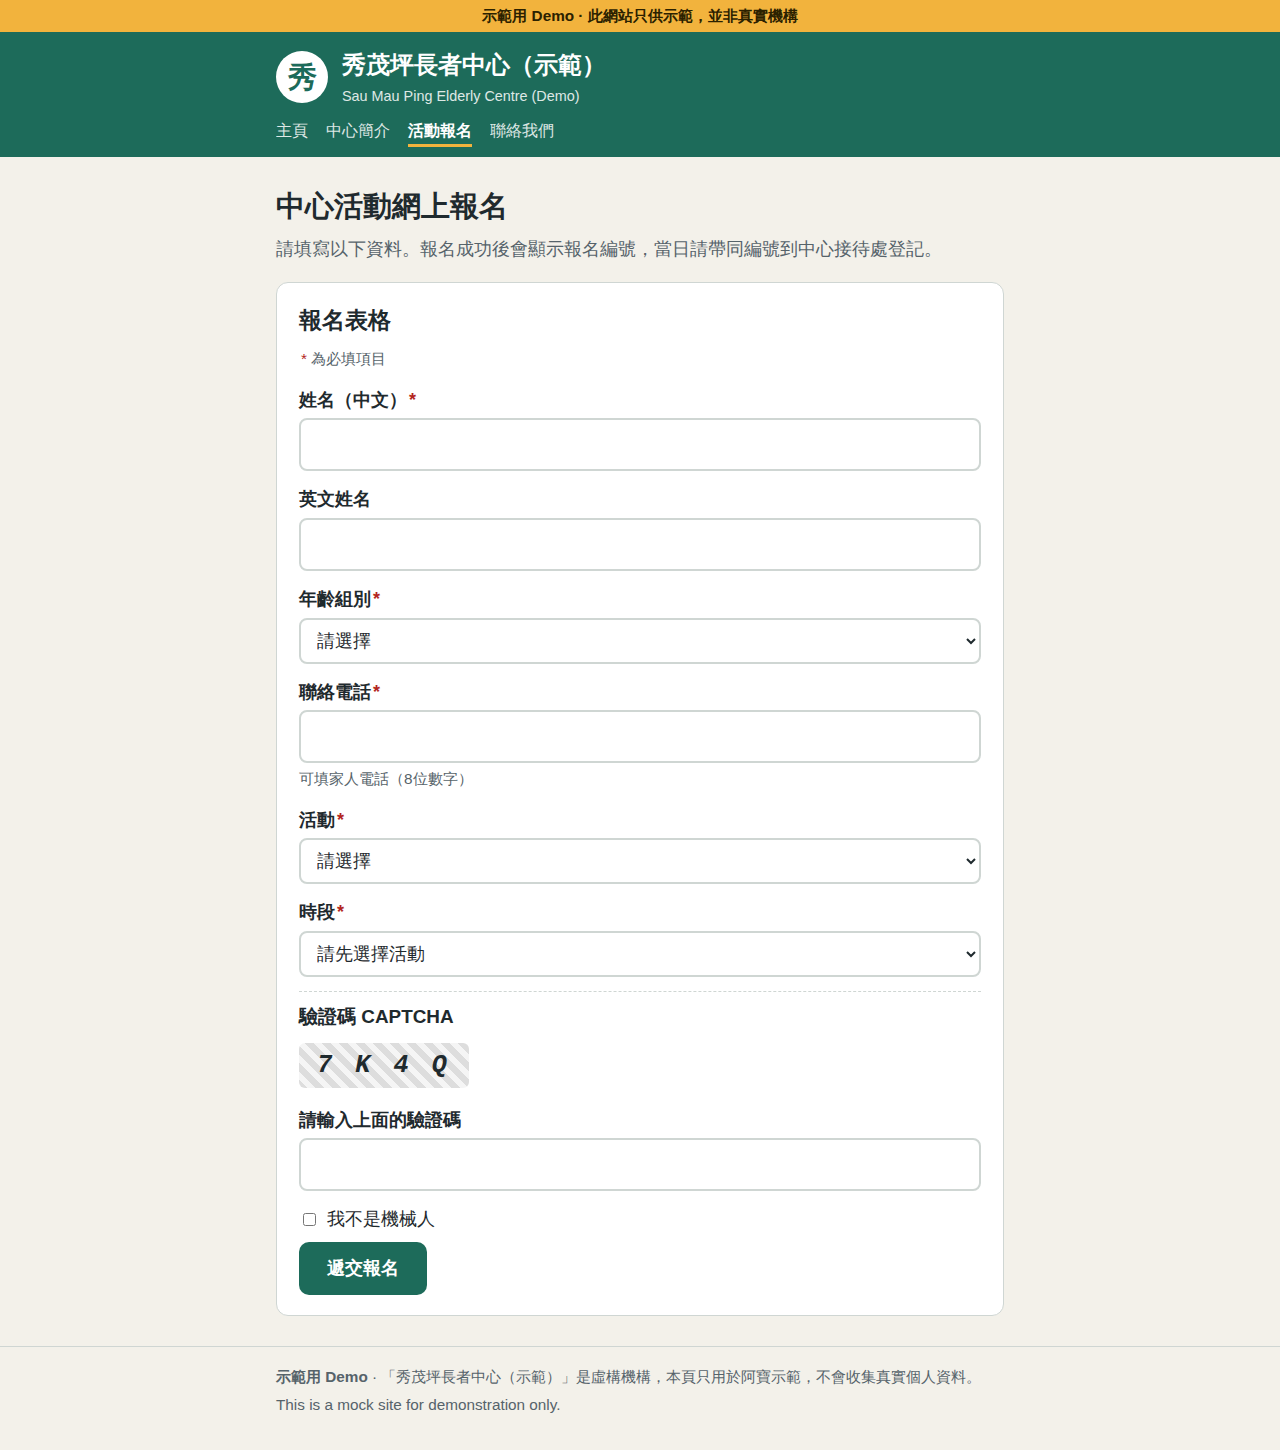 示範用 Demo · 此網站只供示範，並非真實機構
秀
秀茂坪長者中心（示範）
Sau Mau Ping Elderly Centre (Demo)
主頁 中心簡介 活動報名 聯絡我們
中心活動網上報名
請填寫以下資料。報名成功後會顯示報名編號，當日請帶同編號到中心接待處登記。
報名表格
* 為必填項目
姓名（中文）*
英文姓名
年齡組別*
請選擇
聯絡電話*
可填家人電話（8位數字）
活動*
請選擇
時段*
請先選擇活動
驗證碼 CAPTCHA
7 K 4 Q
請輸入上面的驗證碼
我不是機械人
遞交報名
示範用 Demo · 「秀茂坪長者中心（示範）」是虛構機構，本頁只用於阿寶示範，不會收集真實個人資料。
This is a mock site for demonstration only.